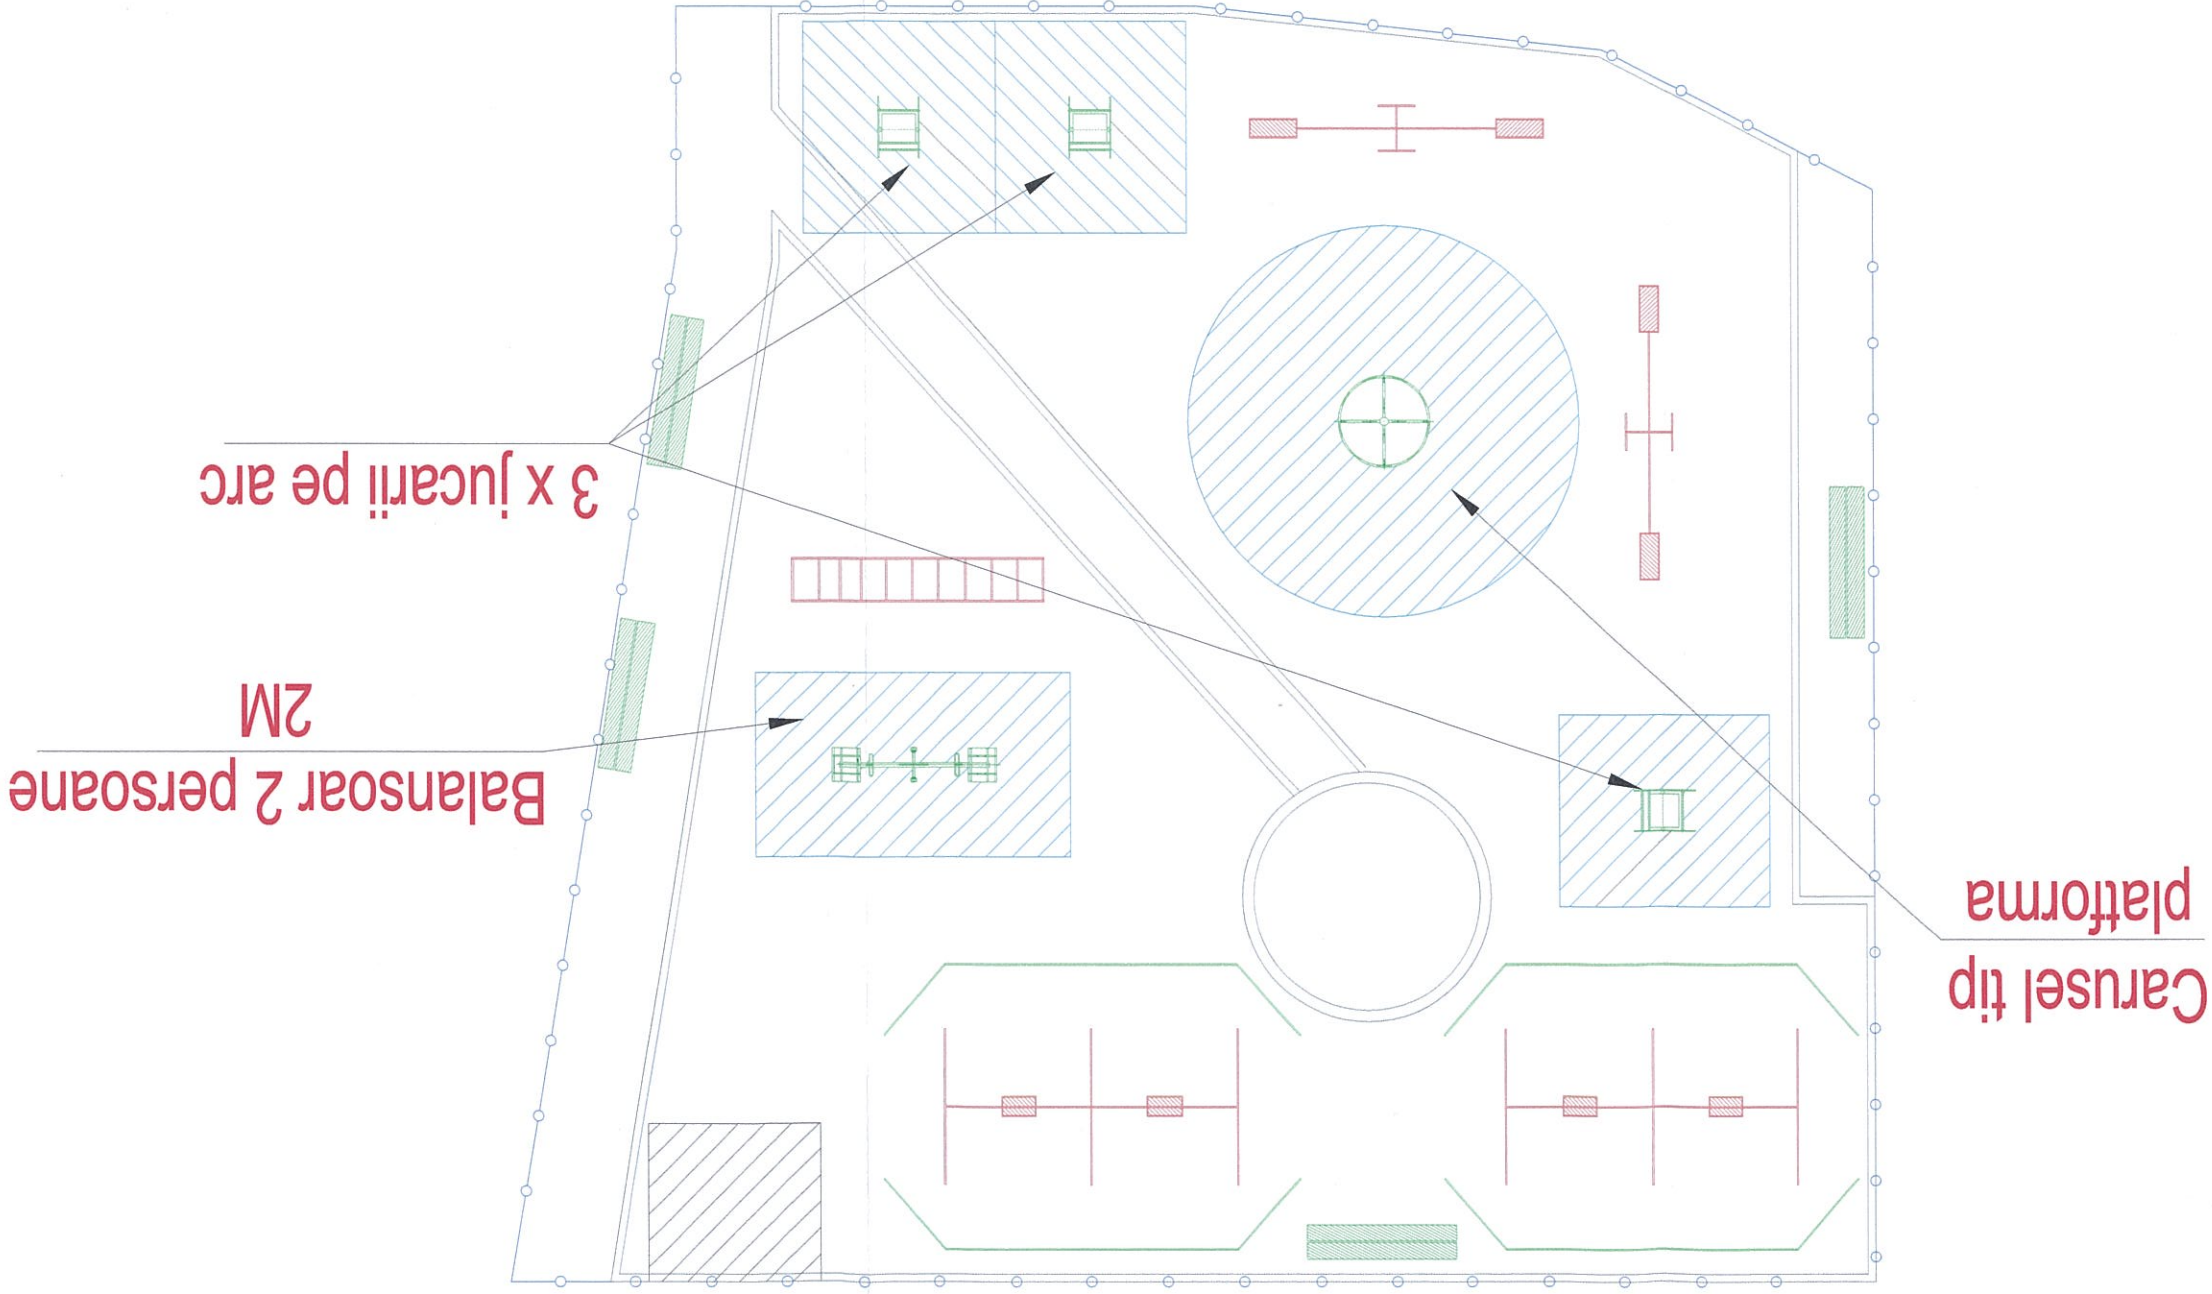 Carusel tip
platforma
Balansoar 2 persoane
2M
3 x jucarii pe arc